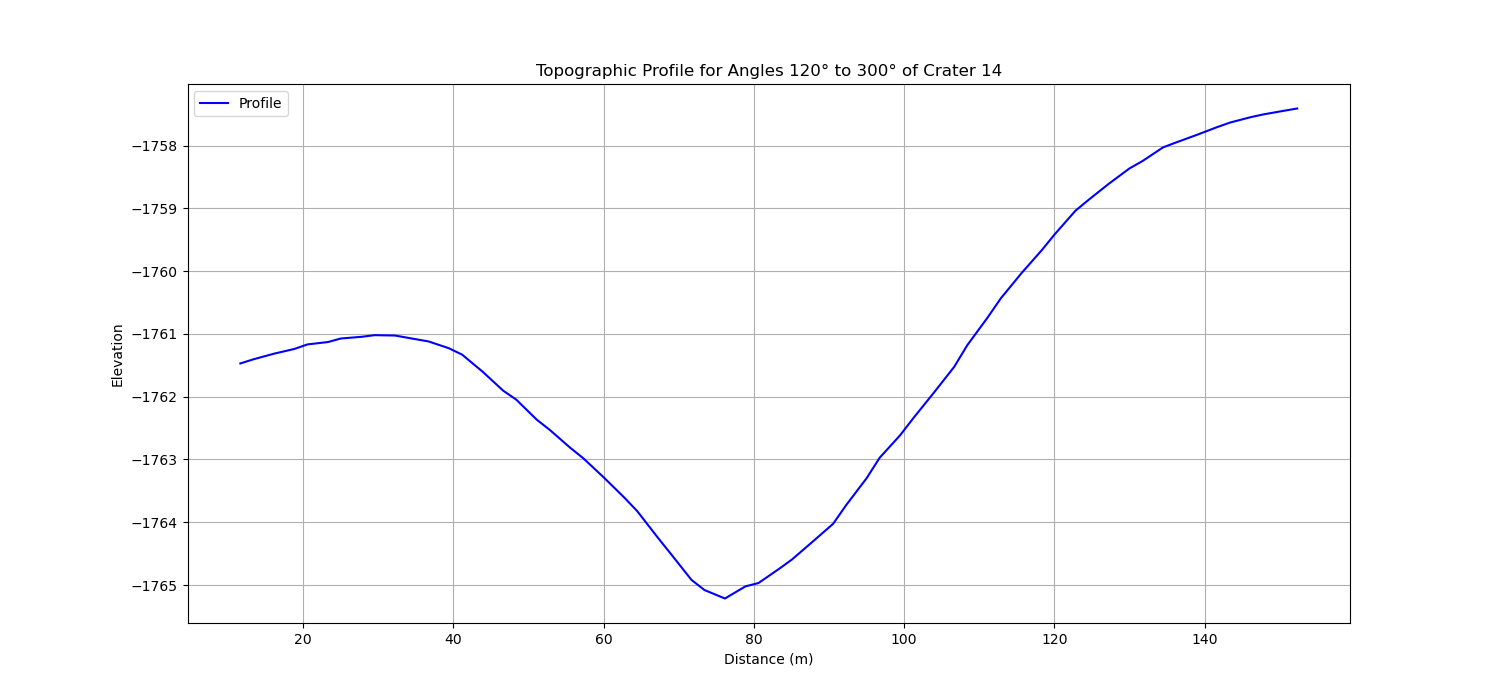 Topographic Profile for Angles 120° to 300° of Crater 14
Profile
−1758
−1759
−1760
−1761
−1762
−1763
−1764
−1765
Elevation
20 40 60 80 100 120 140
Distance (m)